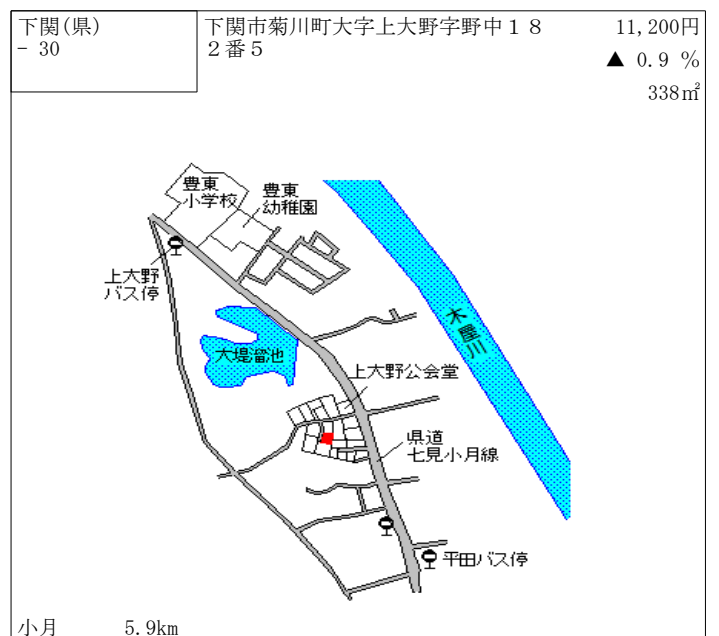 下関(県)
- 30
下関市菊川町大字上大野字野中１８
２番５
11,200円
▲ 0.9 %
338㎡
豊東
小学校
豊東
幼稚園
上大野
バス停
木屋川
大堤溜池
上大野公会堂
県道
七見小月線
平田バス停
小月 5.9km